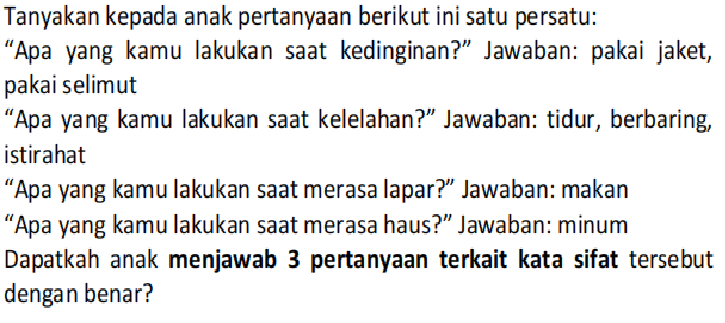 Tanyakan kepada anak pertanyaan berikut ini satu persatu:
“Apa yang kamu lakukan saat kedinginan?” Jawaban: pakai jaket,
pakai selimut
“Apa yang kamu lakukan saat kelelahan?” Jawaban: tidur, berbaring,
istirahat
“Apa yang kamu lakukan saat merasa lapar?” Jawaban: makan
“Apa yang kamu lakukan saat merasa haus?” Jawaban: minum
Dapatkah anak menjawab 3 pertanyaan terkait kata sifat tersebut
dengan benar?